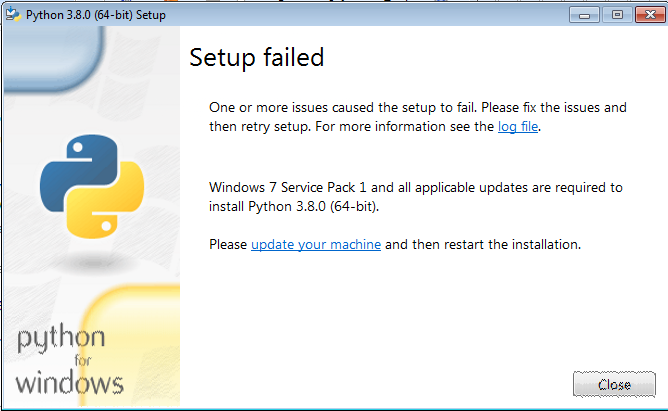 Python 3.8.0 (64-bit) Setup
Setup failed
One or more issues caused the setup to fail. Please fix the issues and
then retry setup. For more information see the log file.
Windows 7 Service Pack 1 and all applicable updates are required to
install Python 3.8.0 (64-bit).
Please update your machine and then restart the installation.
python
for
windows
Close